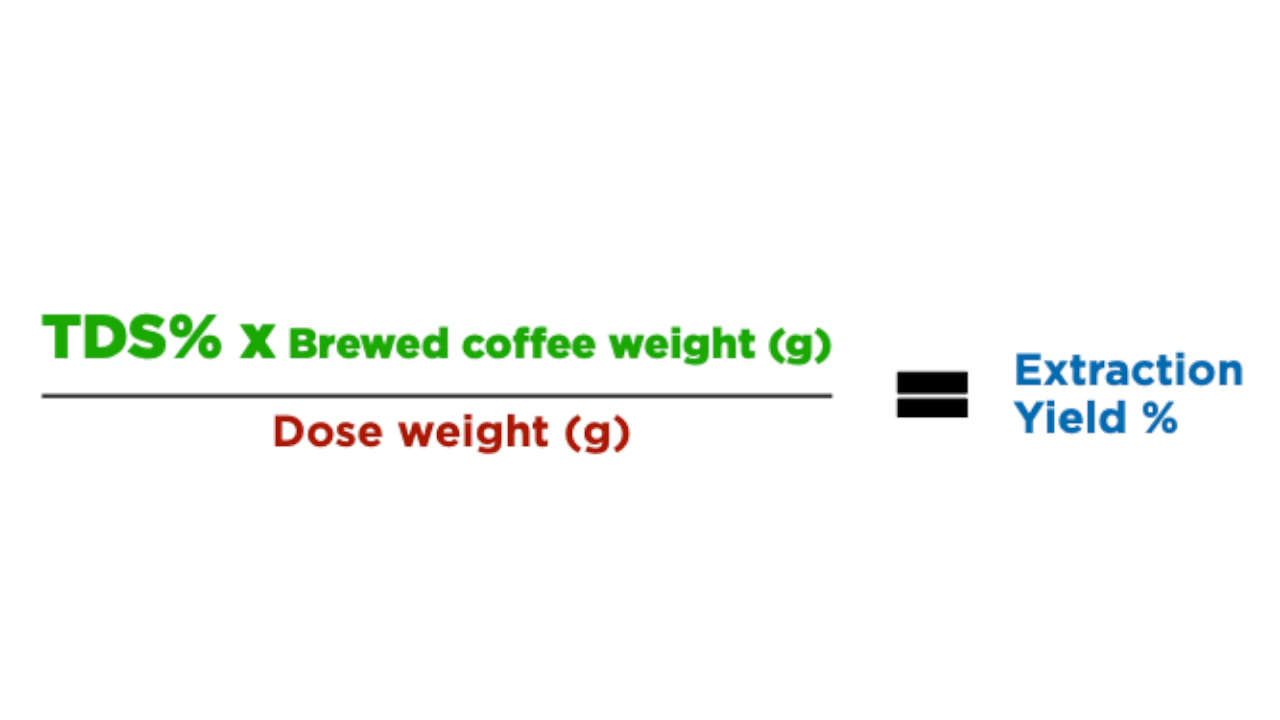 TDS% x Brewed coffee weight (g)
Dose weight (g)
=
Extraction
Yield %